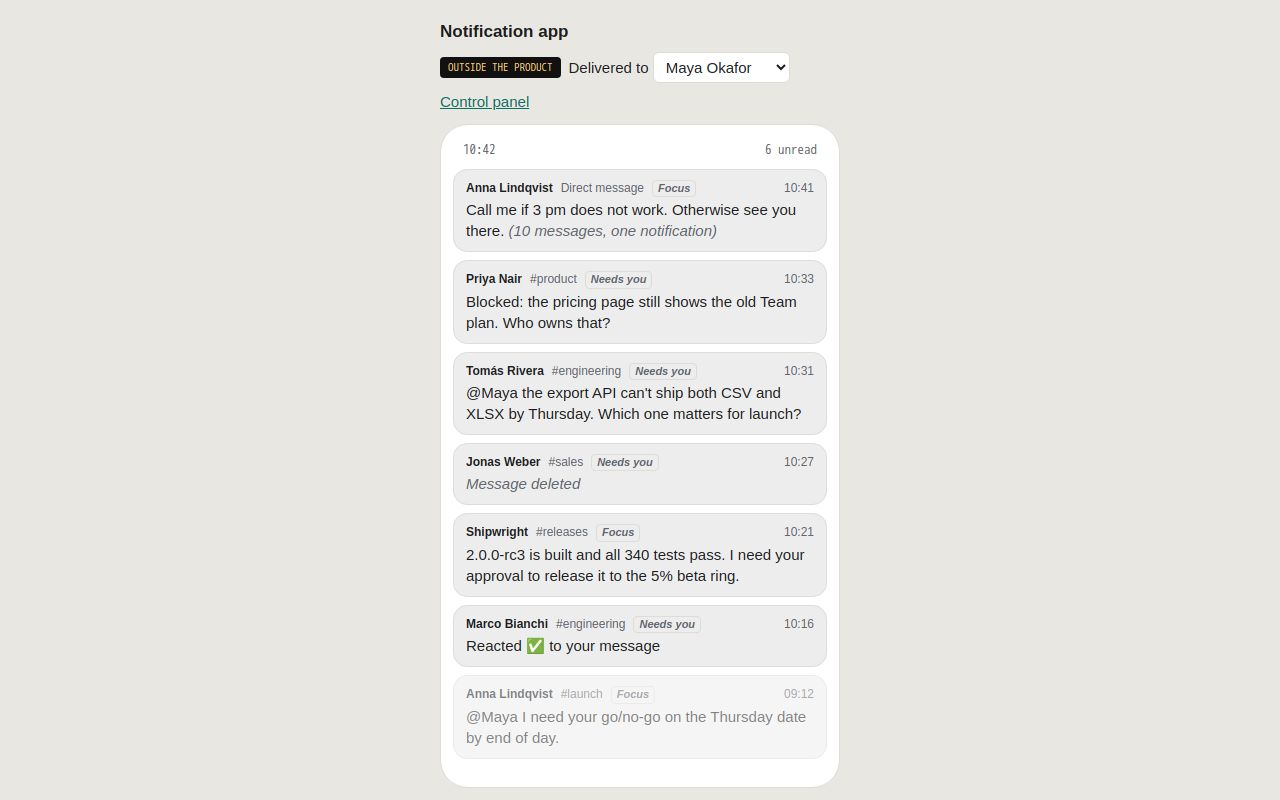 Notification app
OUTSIDE THE PRODUCT Delivered to Maya Okafor
Control panel
10:42 6 unread
Anna Lindqvist Direct message Focus 10:41
Call me if 3 pm does not work. Otherwise see you
there. (10 messages, one notification)
Priya Nair #product Needs you 10:33
Blocked: the pricing page still shows the old Team
plan. Who owns that?
Tomás Rivera #engineering Needs you 10:31
@Maya the export API can't ship both CSV and
XLSX by Thursday. Which one matters for launch?
Jonas Weber #sales Needs you 10:27
Message deleted
Shipwright #releases Focus 10:21
2.0.0-rc3 is built and all 340 tests pass. I need your
approval to release it to the 5% beta ring.
Marco Bianchi #engineering Needs you 10:16
Reacted ✅ to your message
Anna Lindqvist #launch Focus 09:12
@Maya I need your go/no-go on the Thursday date
by end of day.